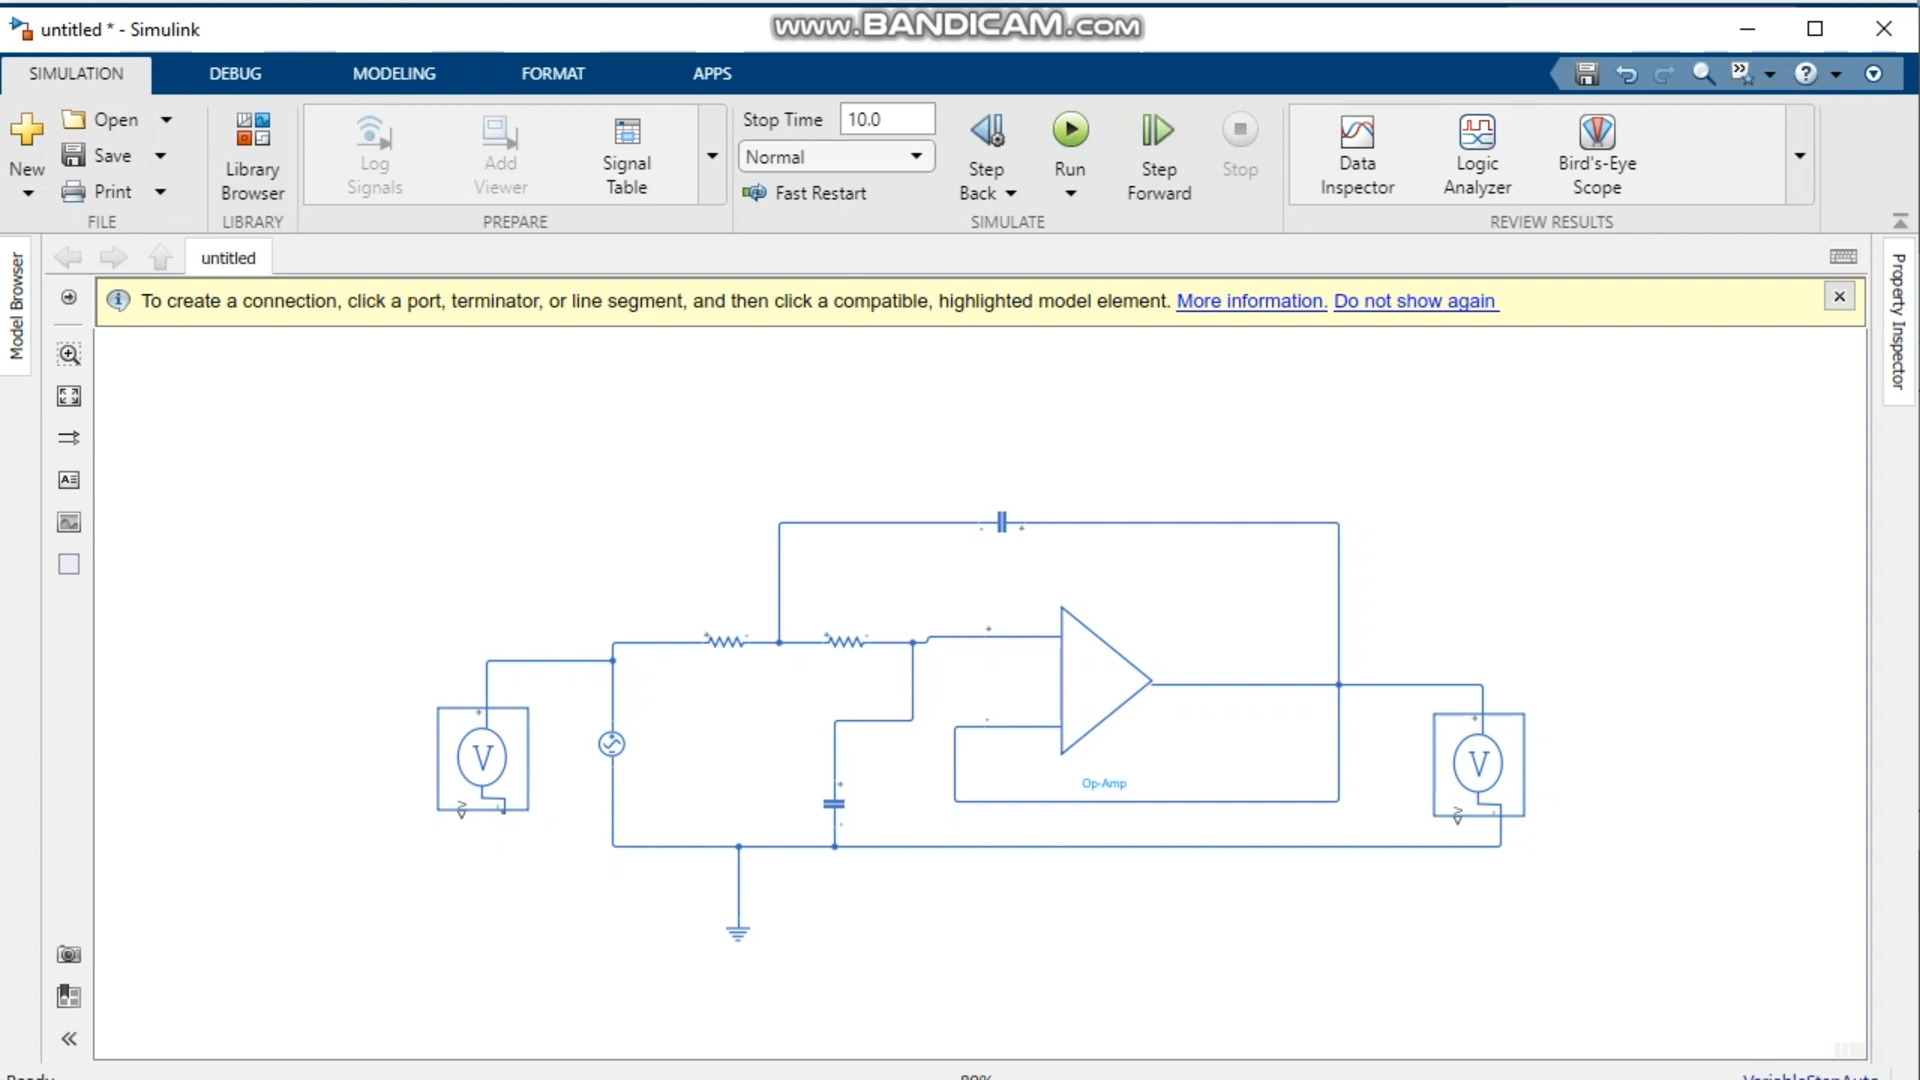 untitled * - Simulink
www.BANDICAM.com
SIMULATION
DEBUG
MODELING
FORMAT
APPS
New
Open
Save
Print
FILE
Library
Browser
LIBRARY
Log
Signals
Add
Viewer
Signal
Table
PREPARE
Stop Time 10.0
Normal
Fast Restart
Step
Back
Run
Step
Forward
Stop
SIMULATE
Data
Inspector
Logic
Analyzer
Bird's-Eye
Scope
REVIEW RESULTS
Model Browser
untitled
Property Inspector
To create a connection, click a port, terminator, or line segment, and then click a compatible, highlighted model element. More information. Do not show again
V
V
Op-Amp
Ready
80%
VariableStepAuto